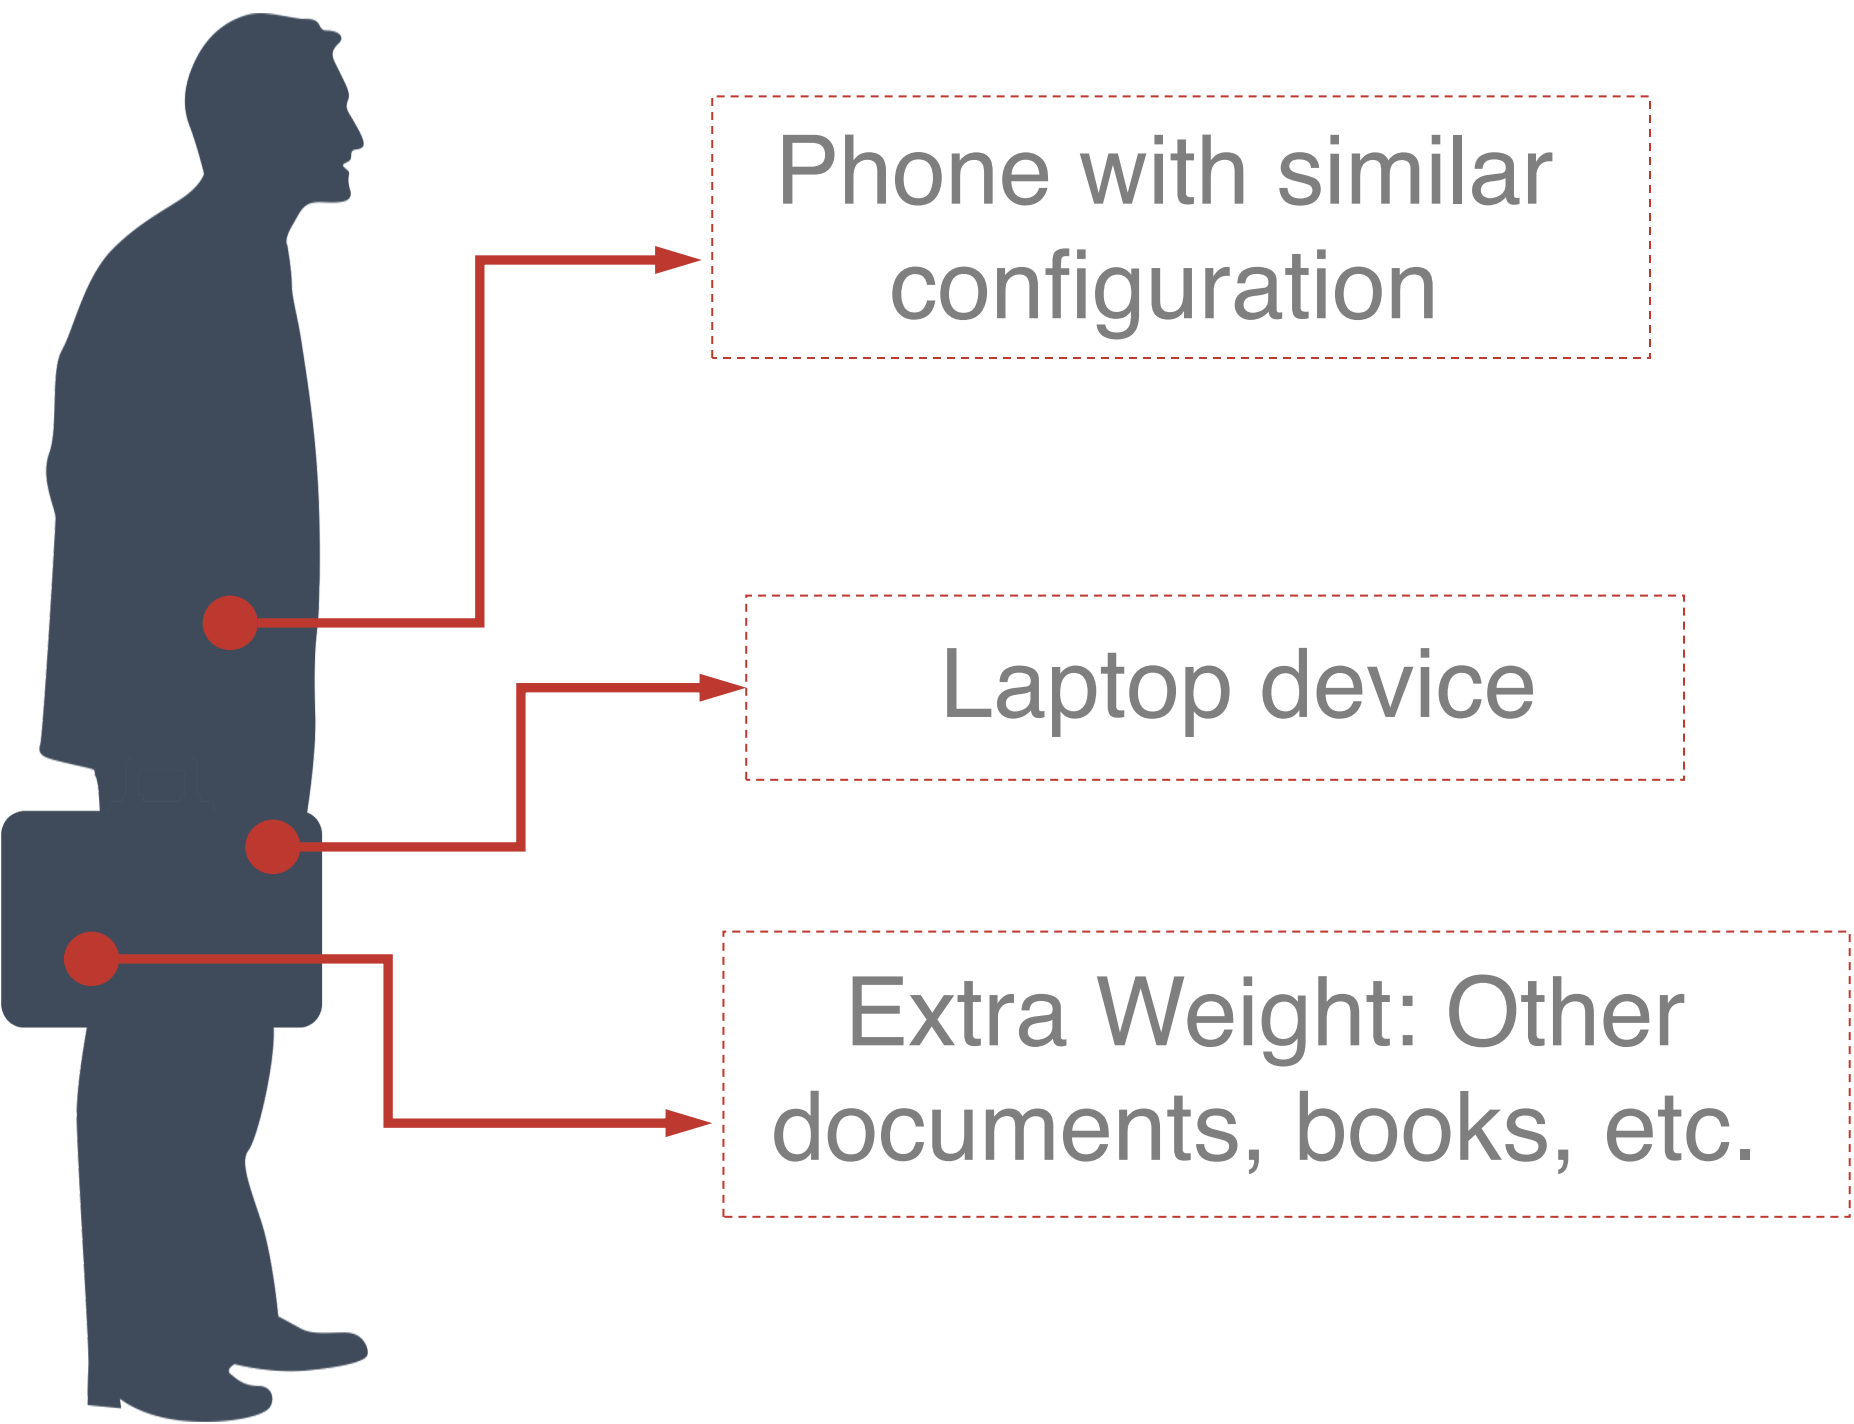 Phone with similar
configuration
Laptop device
Extra Weight: Other
documents, books, etc.